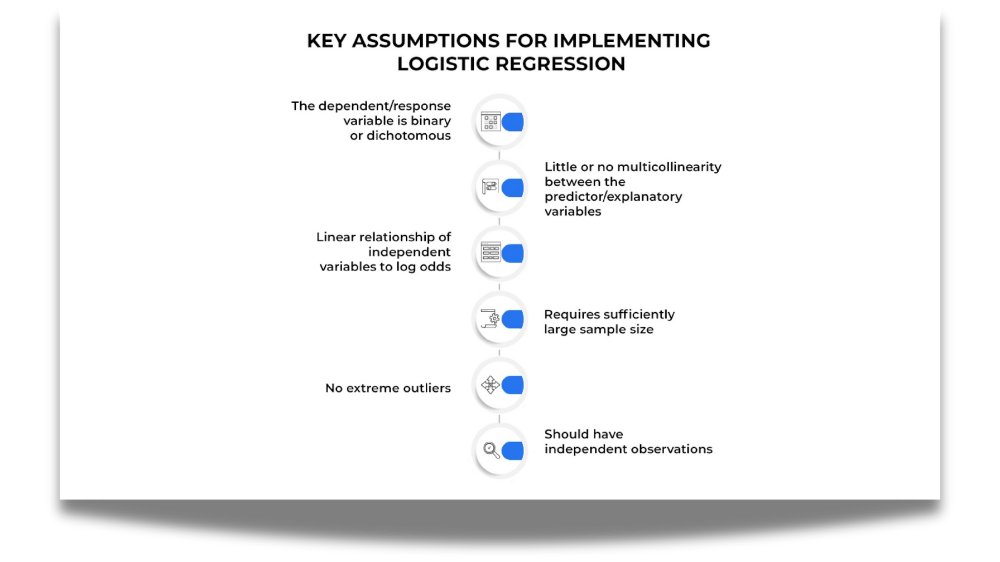 KEY ASSUMPTIONS FOR IMPLEMENTING
LOGISTIC REGRESSION
The dependent/response
variable is binary
or dichotomous
Little or no multicollinearity
between the
predictor/explanatory
variables
Linear relationship of
independent
variables to log odds
Requires sufficiently
large sample size
No extreme outliers
Should have
independent observations